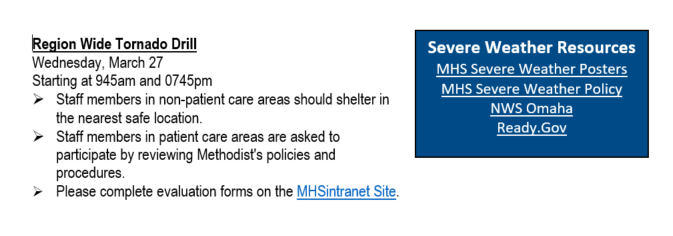 Region Wide Tornado Drill
Wednesday, March 27
Starting at 945am and 0745pm
➢ Staff members in non-patient care areas should shelter in
the nearest safe location.
➢ Staff members in patient care areas are asked to
participate by reviewing Methodist's policies and
procedures.
➢ Please complete evaluation forms on the MHSintranet Site.
Severe Weather Resources
MHS Severe Weather Posters
MHS Severe Weather Policy
NWS Omaha
Ready.Gov